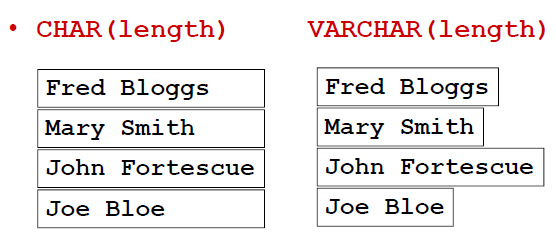 • CHAR(length) VARCHAR(length)
Fred Bloggs Fred Bloggs
Mary Smith Mary Smith
John Fortescue John Fortescue
Joe Bloe Joe Bloe